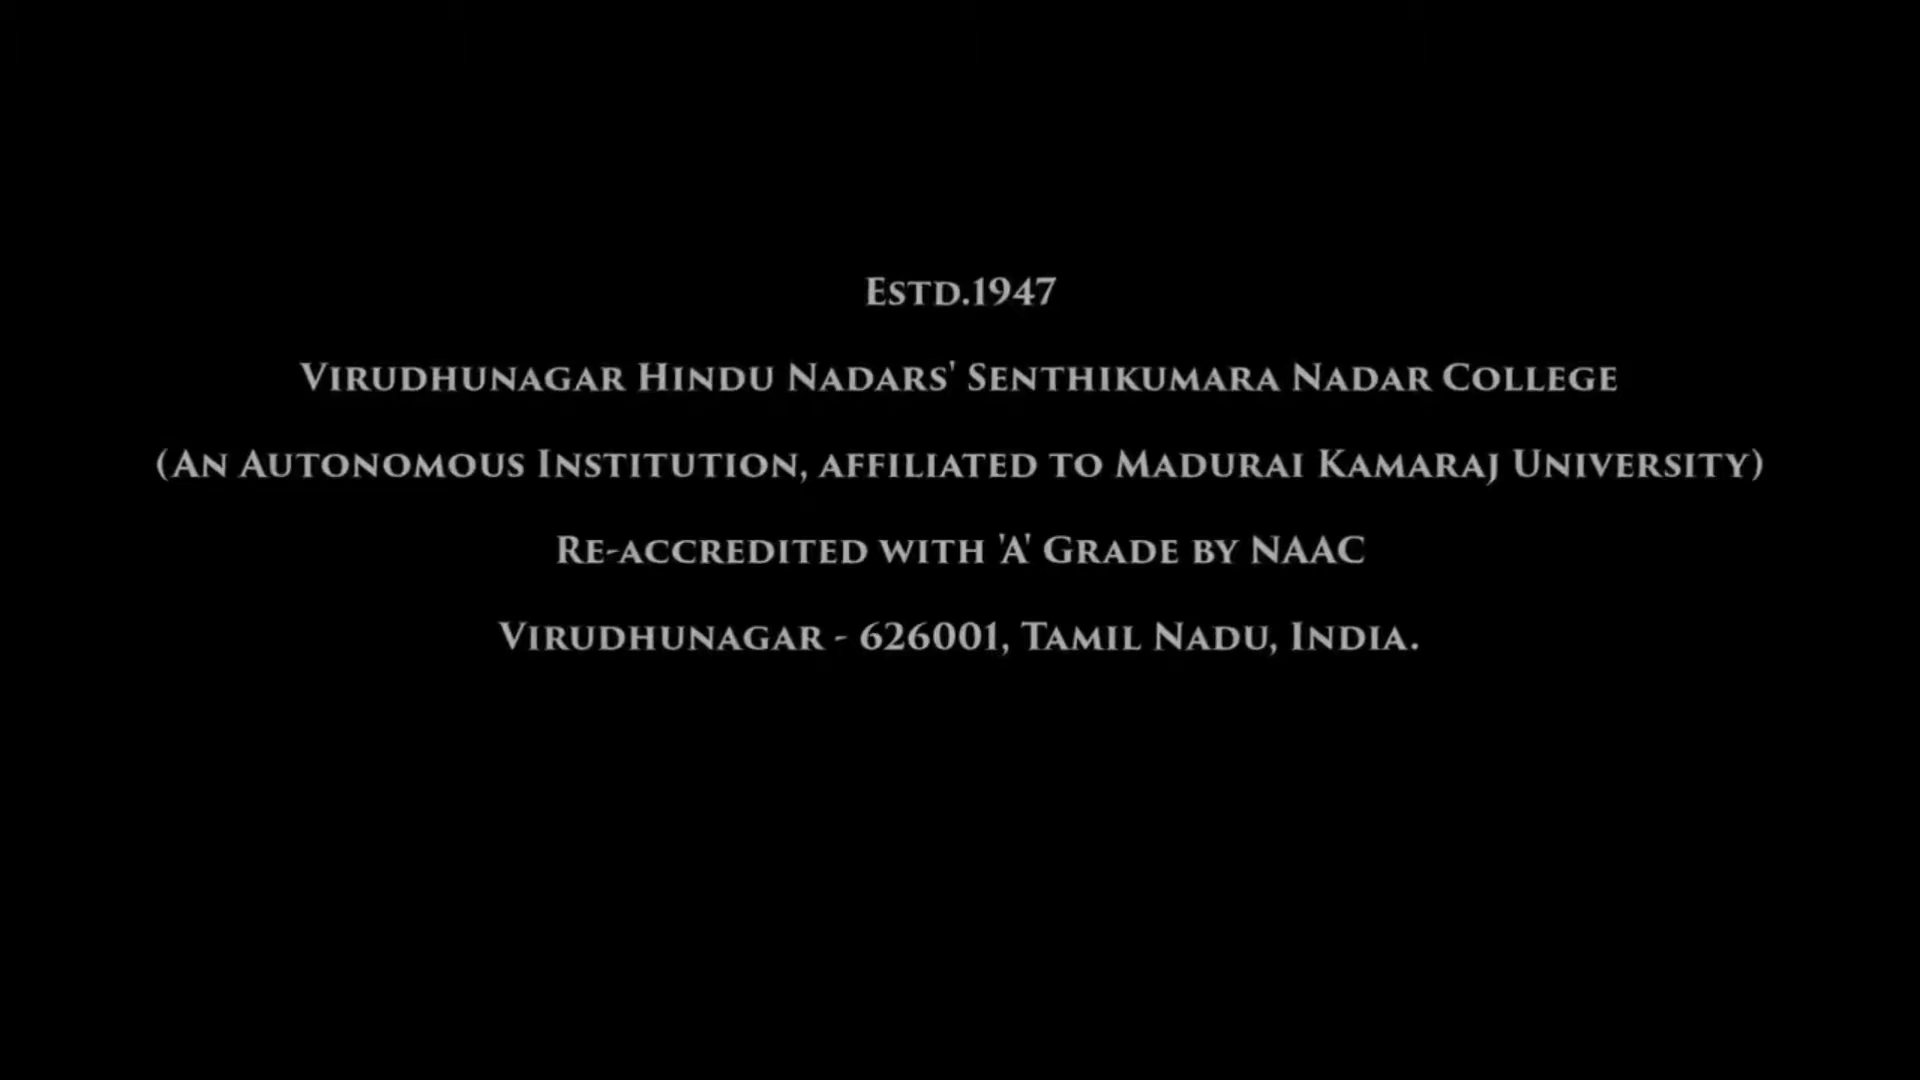 Estd.1947
Virudhunagar Hindu Nadars' Senthikumara Nadar College
(An Autonomous Institution, affiliated to Madurai Kamaraj University)
Re-accredited with 'A' Grade by NAAC
Virudhunagar - 626001, Tamil Nadu, India.